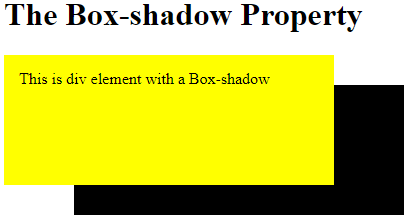 The Box-shadow Property
This is div element with a Box-shadow